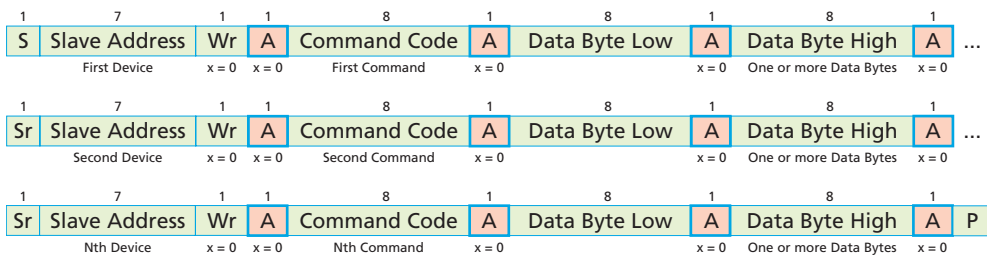 1 7 1 1 8 1 8 1 8 1
S Slave Address Wr A Command Code A Data Byte Low A Data Byte High A ...
First Device x = 0 x = 0 First Command x = 0 x = 0 One or more Data Bytes x = 0
1 7 1 1 8 1 8 1 8 1
Sr Slave Address Wr A Command Code A Data Byte Low A Data Byte High A ...
Second Device x = 0 x = 0 Second Command x = 0 x = 0 One or more Data Bytes x = 0
1 7 1 1 8 1 8 1 8 1
Sr Slave Address Wr A Command Code A Data Byte Low A Data Byte High A P
Nth Device x = 0 x = 0 Nth Command x = 0 x = 0 One or more Data Bytes x = 0